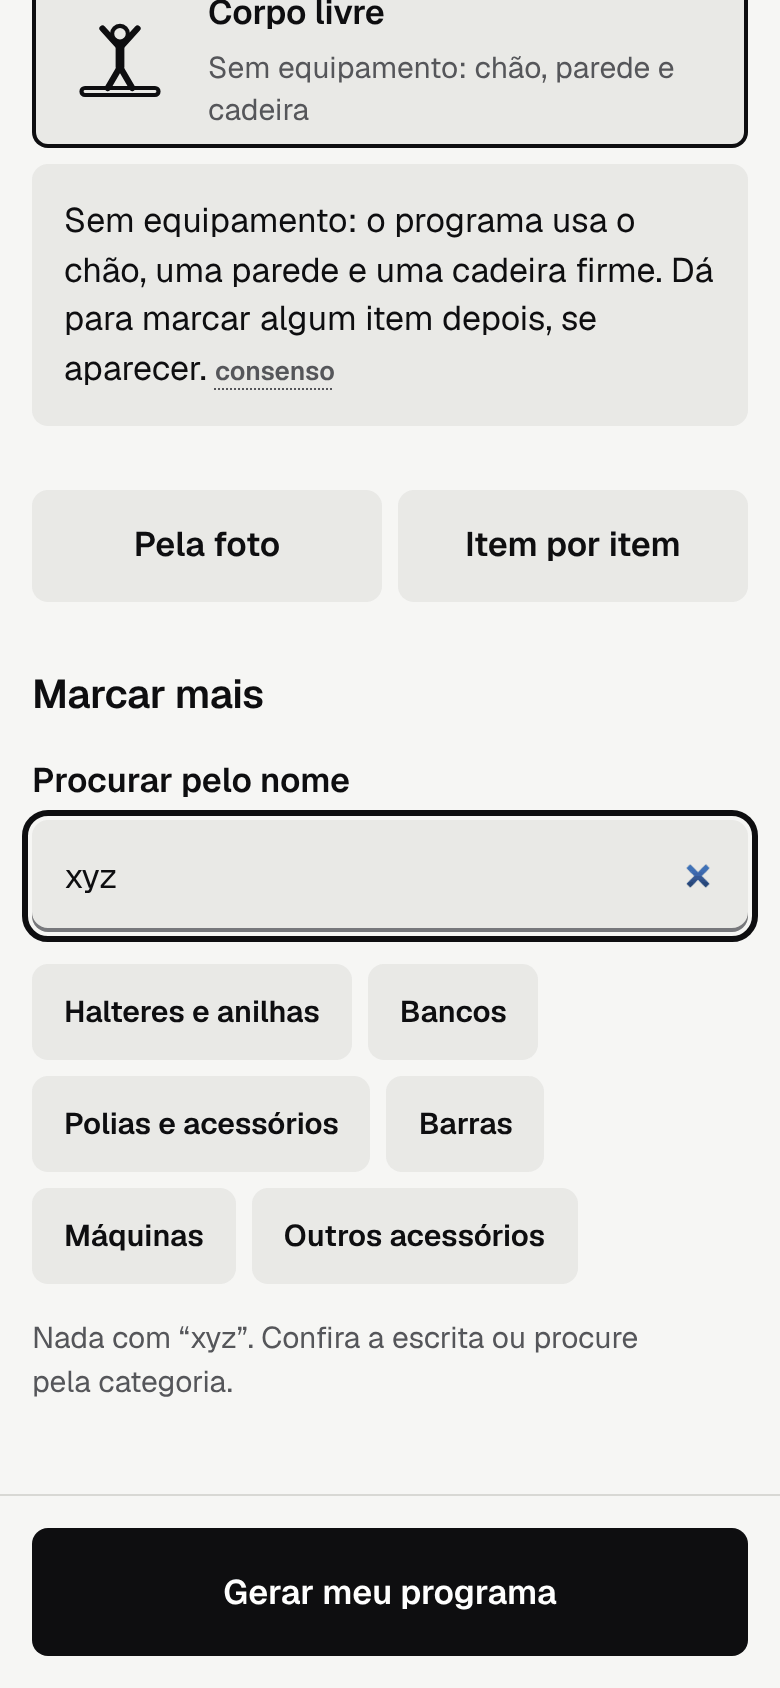 Corpo livre
Sem equipamento: chão, parede e
cadeira
Sem equipamento: o programa usa o
chão, uma parede e uma cadeira firme. Dá
para marcar algum item depois, se
aparecer. consenso
Pela foto
Item por item
Marcar mais
Procurar pelo nome
xyz
Halteres e anilhas
Bancos
Polias e acessórios
Barras
Máquinas
Outros acessórios
Nada com “xyz”. Confira a escrita ou procure
pela categoria.
Gerar meu programa